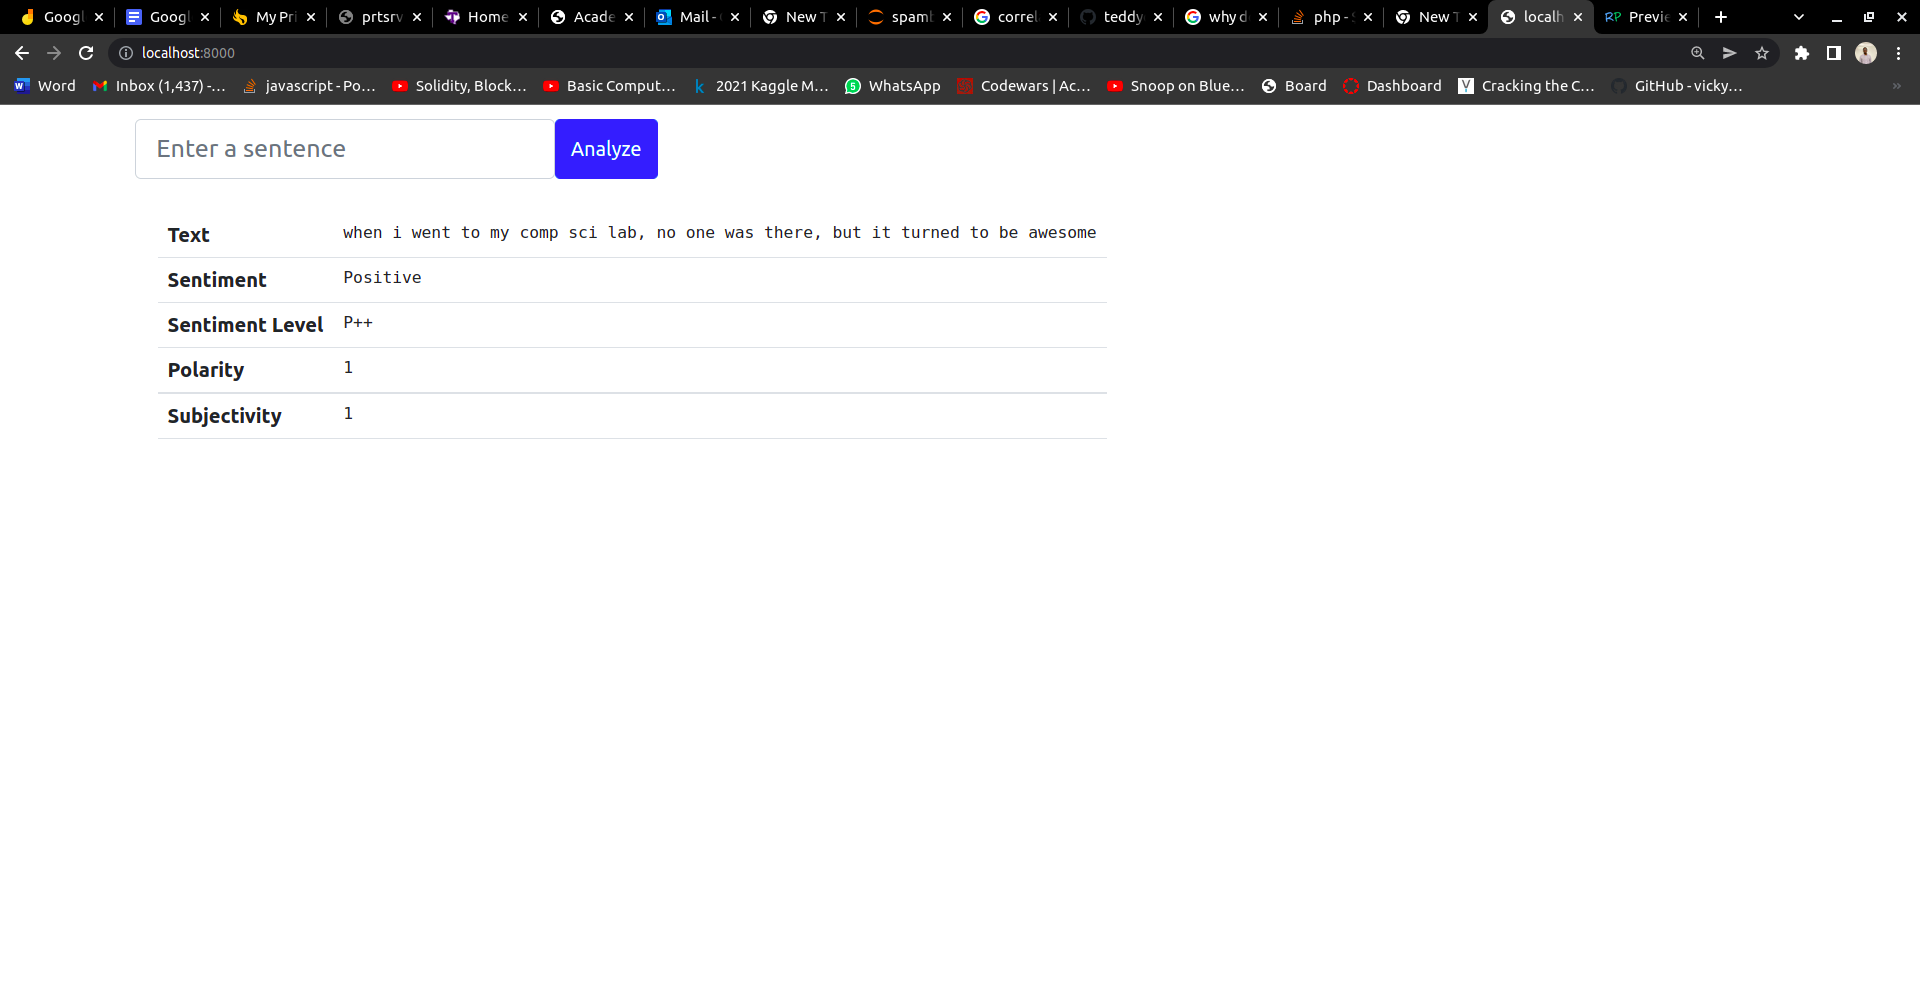 Googl Googl My Pri prtsrv Home Acade Mail - New T spamb correl teddy why d php - S New T localh Previe
localhost:8000
Word Inbox (1,437) -... javascript - Po... Solidity, Block... Basic Comput... 2021 Kaggle M... WhatsApp Codewars | Ac... Snoop on Blue... Board Dashboard Cracking the C... GitHub - vicky...
Enter a sentence Analyze
Text when i went to my comp sci lab, no one was there, but it turned to be awesome
Sentiment Positive
Sentiment Level P++
Polarity 1
Subjectivity 1